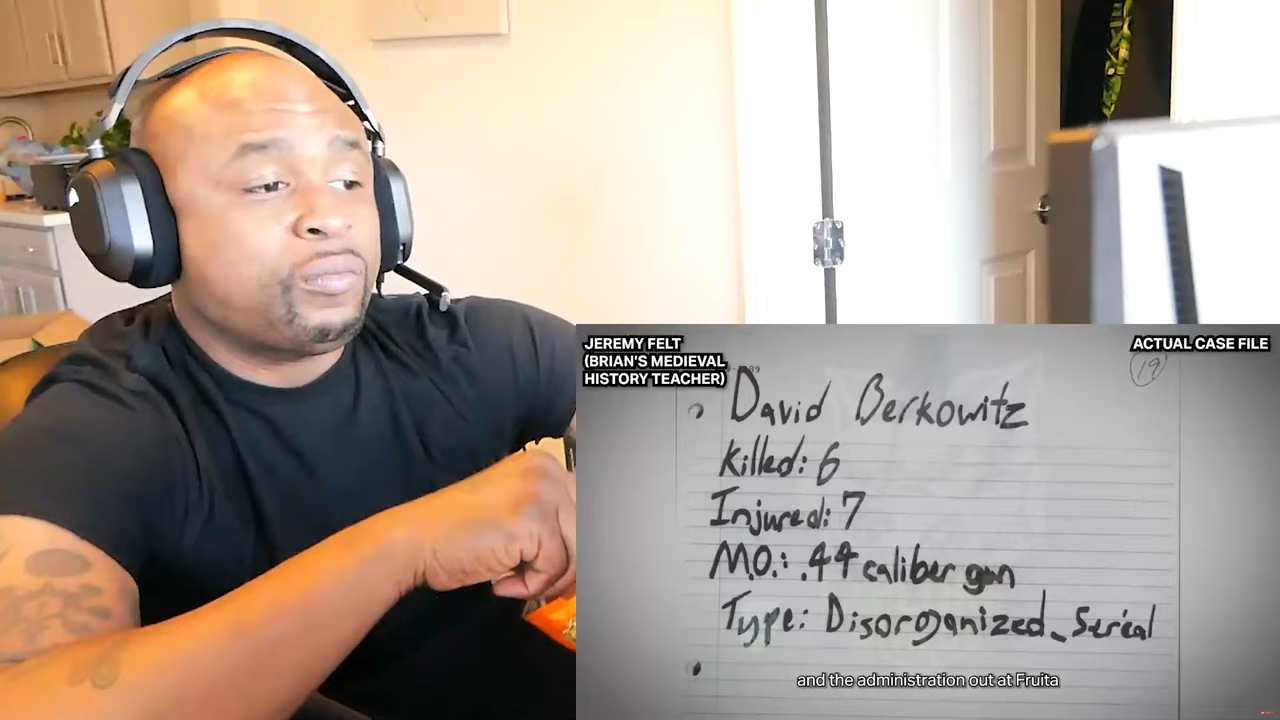 JEREMY FELT
(BRIAN'S MEDIEVAL
HISTORY TEACHER)
ACTUAL CASE FILE
19
David Berkowitz
Killed: 6
Injured: 7
M.O.: .44 caliber gun
Type: Disorganized Serial
and the administration out at Fruita